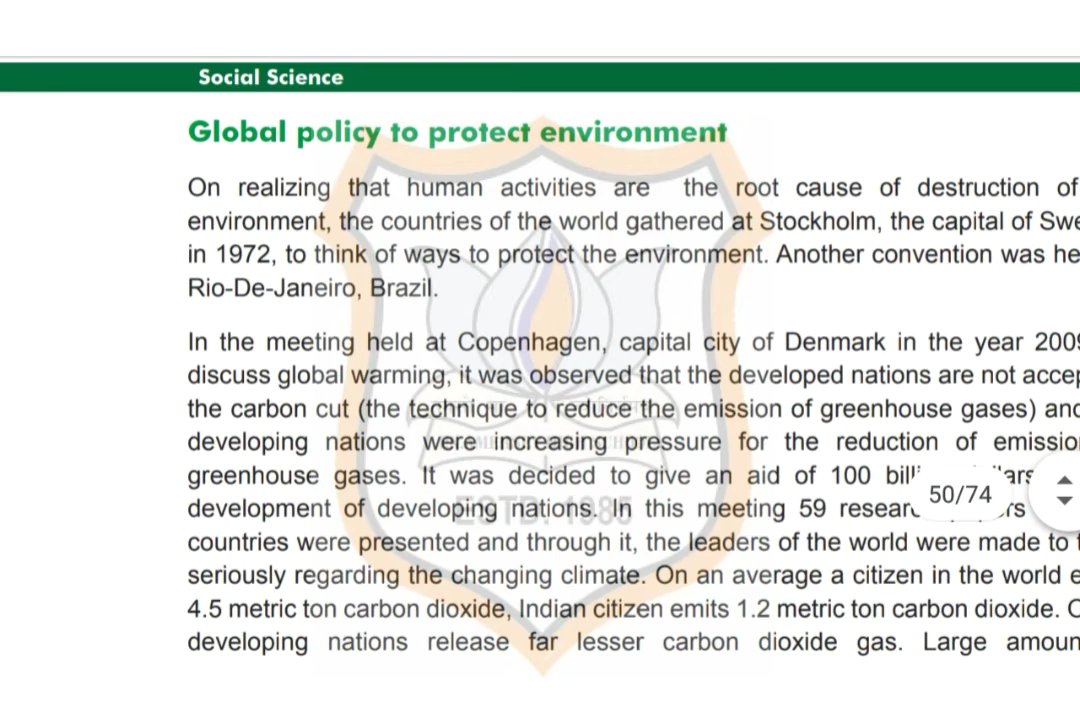 Social Science
Global policy to protect environment
On realizing that human activities are the root cause of destruction of
environment, the countries of the world gathered at Stockholm, the capital of
in 1972, to think of ways to protect the environment. Another convention was
Rio-De-Janeiro, Brazil.
In the meeting held at Copenhagen, capital city of Denmark in the year
discuss global warming, it was observed that the developed nations are not
the carbon cut (the technique to reduce the emission of greenhouse gases)
developing nations were increasing pressure for the reduction of
greenhouse gases. It was decided to give an aid of 100
50/74
development of developing nations. In this meeting 59
countries were presented and through it, the leaders of the world were made to
seriously regarding the changing climate. On an average a citizen in the world
4.5 metric ton carbon dioxide, Indian citizen emits 1.2 metric ton carbon dioxide.
developing nations release far lesser carbon dioxide gas. Large
ESTD. 1985